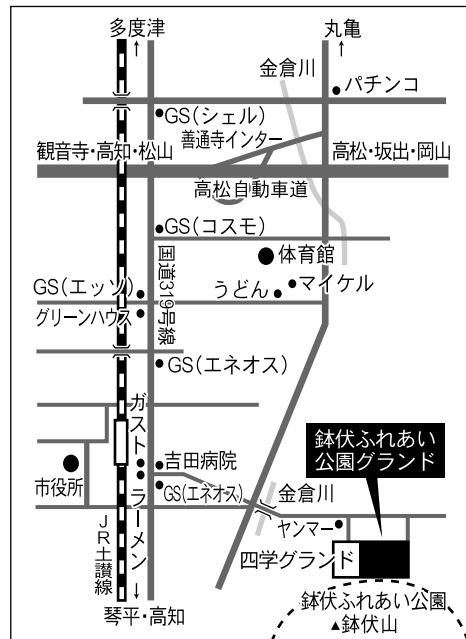 多度津
↑
丸亀
↑
金倉川
パチンコ
GS(シェル)
善通寺インター
観音寺・高知・松山
高松・坂出・岡山
高松自動車道
GS(コスモ)
体育館
国道319号線
GS(エッソ)
うどん
マイケル
グリーンハウス
GS(エネオス)
ガスト
ラーメン
吉田病院
GS(エネオス)
市役所
JR土讃線
鉢伏ふれあい
公園グランド
金倉川
ヤンマー
四学グランド
鉢伏ふれあい公園
▲鉢伏山
↓
琴平・高知